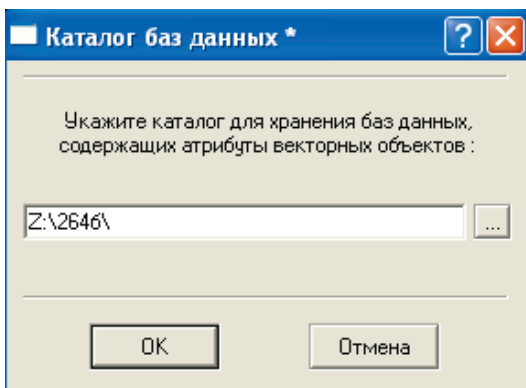 Каталог баз данных *
?
Укажите каталог для хранения баз данных,
содержащих атрибуты векторных объектов :
Z:\2646\
...
OK
Отмена